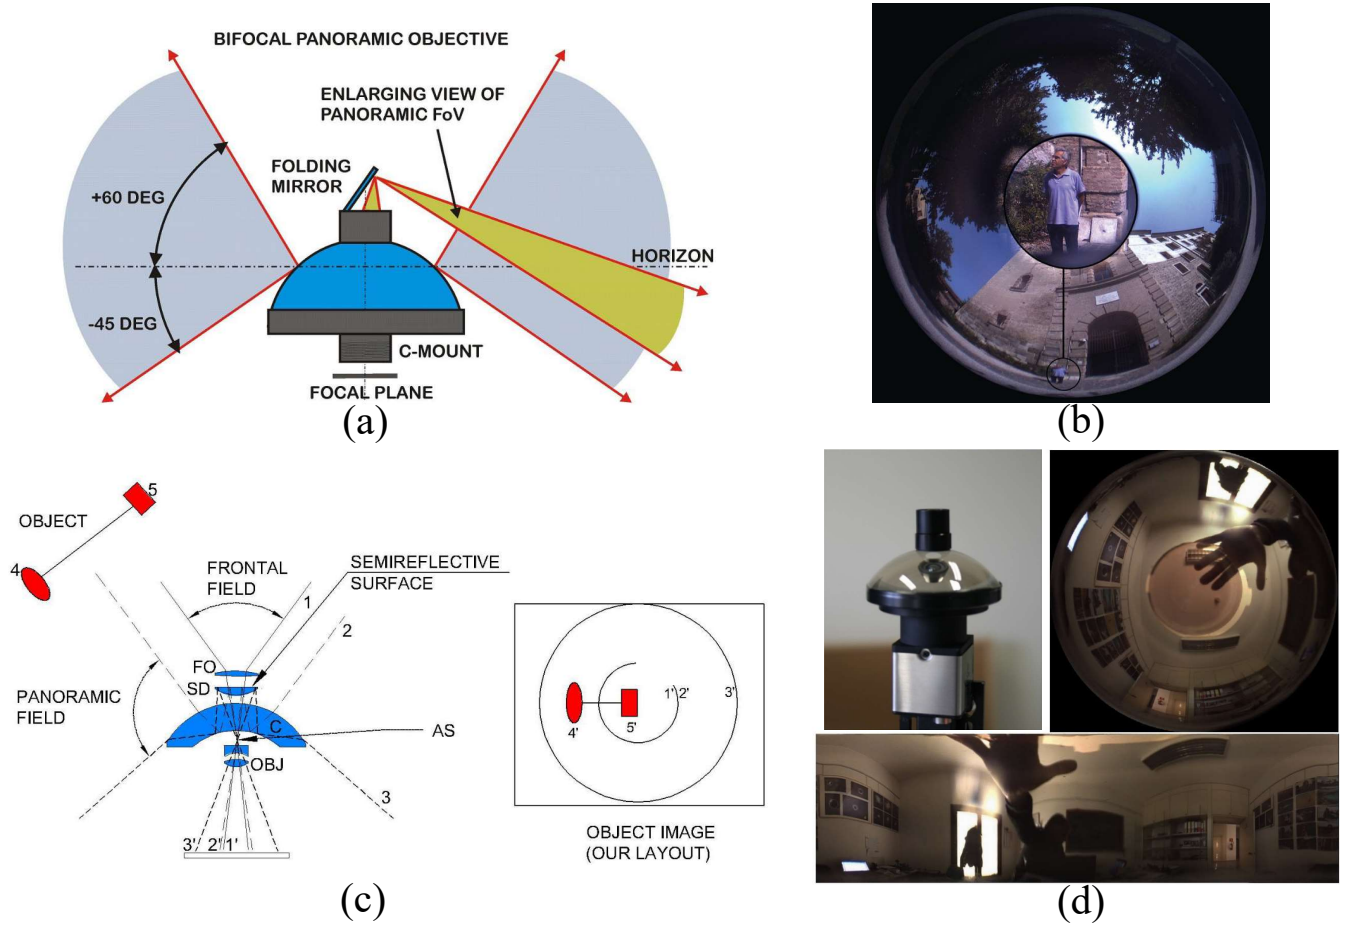 BIFOCAL PANORAMIC OBJECTIVE
ENLARGING VIEW OF
PANORAMIC FoV
FOLDING
MIRROR
+60 DEG
HORIZON
-45 DEG
C-MOUNT
FOCAL PLANE
(a)
(b)
5
OBJECT
4
FRONTAL
FIELD
SEMIREFLECTIVE
SURFACE
1
2
FO
SD
PANORAMIC
FIELD
C
AS
OBJ
3
3' 2' 1'
1' 2' 3'
4' 5'
OBJECT IMAGE
(OUR LAYOUT)
(c)
(d)